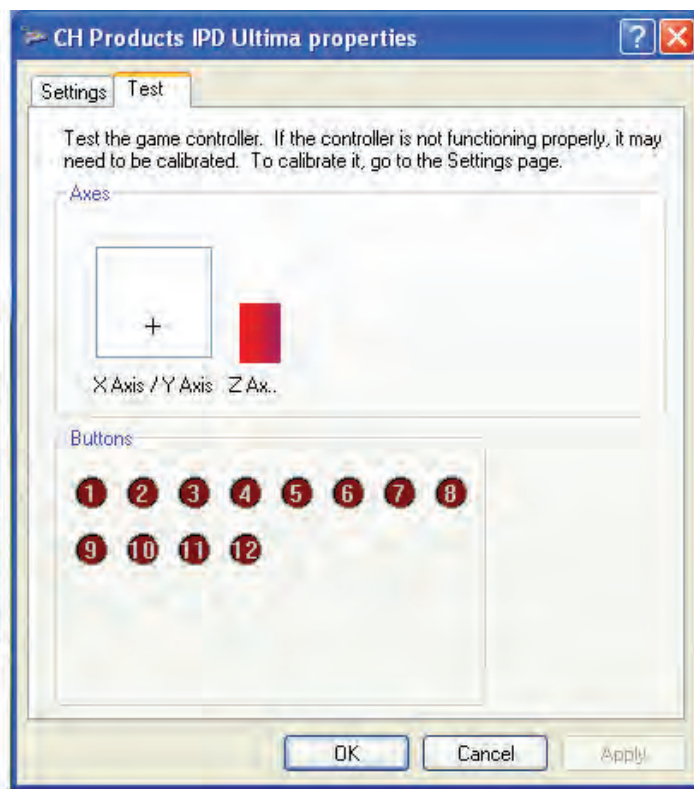 CH Products IPD Ultima properties
Settings Test
Test the game controller. If the controller is not functioning properly, it may
need to be calibrated. To calibrate it, go to the Settings page.
Axes
X Axis / Y Axis Z Ax..
Buttons
1 2 3 4 5 6 7 8
9 10 11 12
OK Cancel Apply